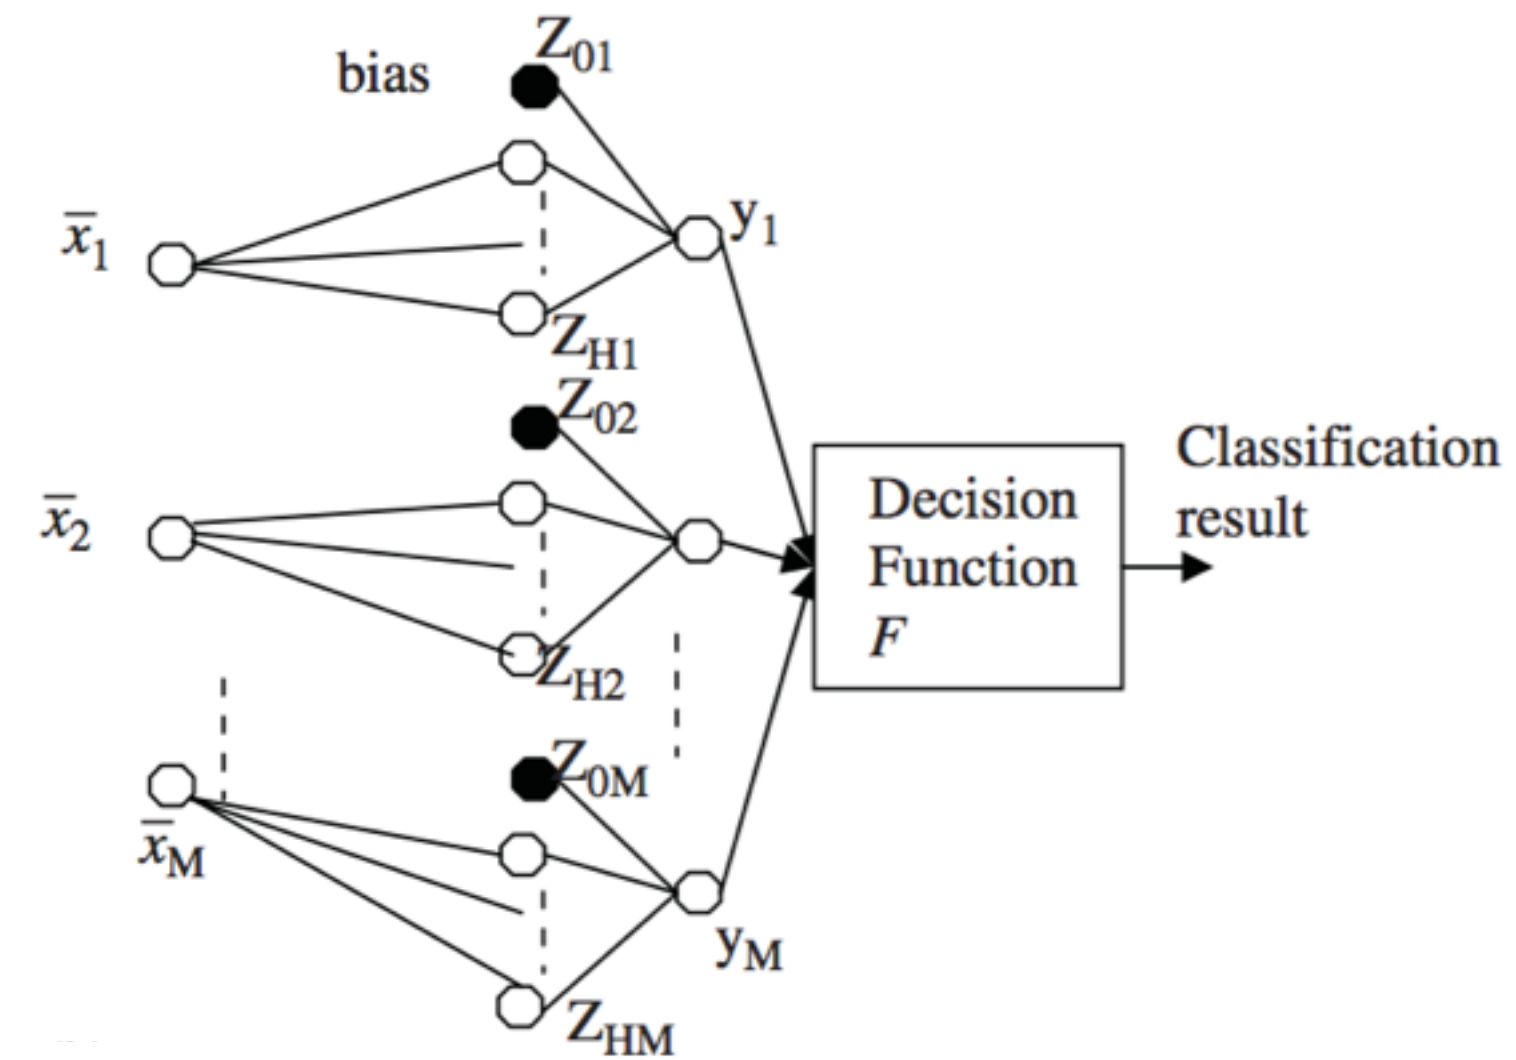 Z01
bias
x̄1
y1
ZH1
Z02
x̄2
ZH2
Decision
Function
F
Classification
result
Z0M
x̄M
yM
ZHM